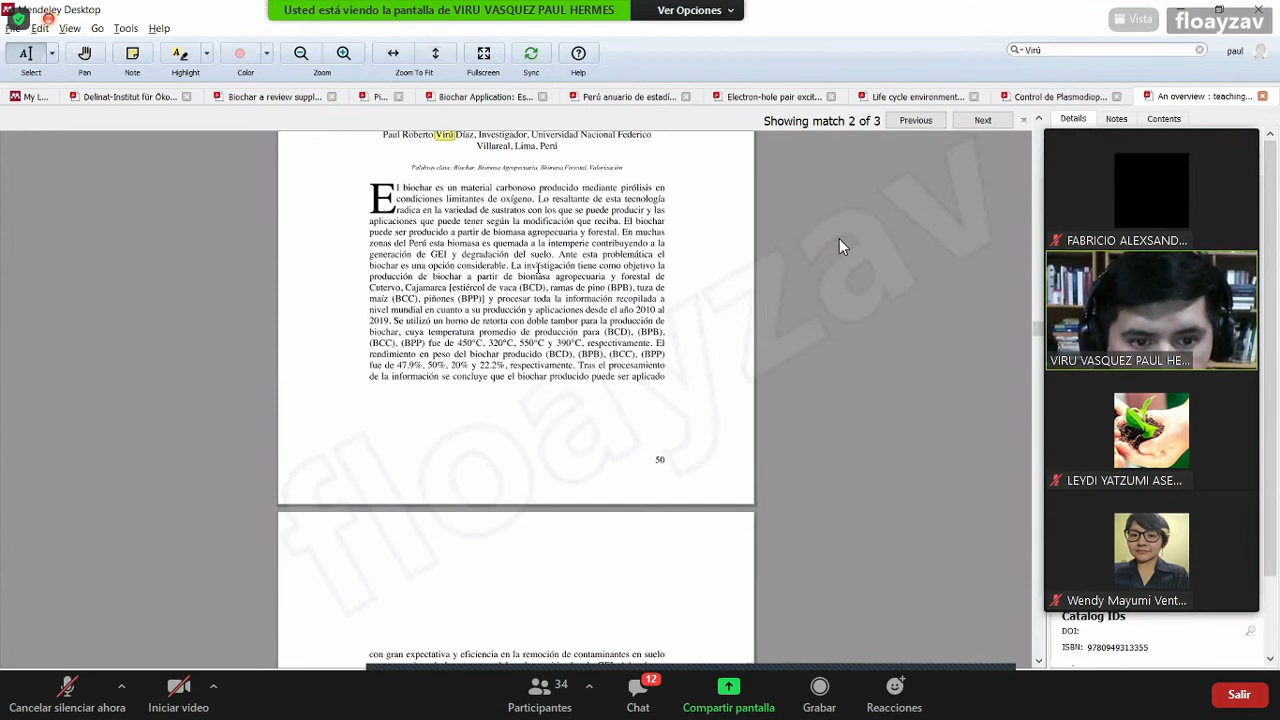 Mendeley Desktop
Usted está viendo la pantalla de VIRU VASQUEZ PAUL HERMES
Ver Opciones
Vista
floayzav
File Edit View Go Tools Help
Virú
paul
Select Pan Note Highlight Color Zoom Zoom To Fit Fullscreen Sync Help
My L... Delinat-Institut für Öko... Biochar a review suppl... Pi... Biochar Application: Es... Perú anuario de estadí... Electron-hole pair excit... Life cycle environment... Control de Plasmodiop... An overview : teaching...
Showing match 2 of 3 Previous Next
Details Notes Contents
Paul Roberto Virú Díaz, Investigador, Universidad Nacional Federico
Villareal, Lima, Perú
Palabras clave: Biochar, Biomasa Agropecuaria, Biomasa Forestal, Valorización
El biochar es un material carbonoso producido mediante pirólisis en
condiciones limitantes de oxígeno. Lo resaltante de esta tecnología
radica en la variedad de sustratos con los que se puede producir y las
aplicaciones que puede tener según la modificación que reciba. El biochar
puede ser producido a partir de biomasa agropecuaria y forestal. En muchas
zonas del Perú esta biomasa es quemada a la intemperie contribuyendo a la
generación de GEI y degradación del suelo. Ante esta problemática el
biochar es una opción considerable. La investigación tiene como objetivo la
producción de biochar a partir de biomasa agropecuaria y forestal de
Cutervo, Cajamarca [estiércol de vaca (BCD), ramas de pino (BPB), tuza de
maíz (BCC), piñones (BPP)] y procesar toda la información recopilada a
nivel mundial en cuanto a su producción y aplicaciones desde el año 2010 al
2019. Se utilizó un horno de retorta con doble tambor para la producción de
biochar, cuya temperatura promedio de producción para (BCD), (BPB),
(BCC), (BPP) fue de 450°C, 320°C, 550°C y 390°C, respectivamente. El
rendimiento en peso del biochar producido (BCD), (BPB), (BCC), (BPP)
fue de 47.9%, 50%, 20% y 22.2%, respectivamente. Tras el procesamiento
de la información se concluye que el biochar producido puede ser aplicado
50
con gran expectativa y eficiencia en la remoción de contaminantes en suelo
floayzav
FABRICIO ALEXSAND...
VIRU VASQUEZ PAUL HE...
LEYDI YATZUMI ASE...
Wendy Mayumi Vent...
Catalog IDs
DOI:
ISBN: 9780949313355
Cancelar silenciar ahora
Iniciar video
34
Participantes
12
Chat
Compartir pantalla
Grabar
Reacciones
Salir